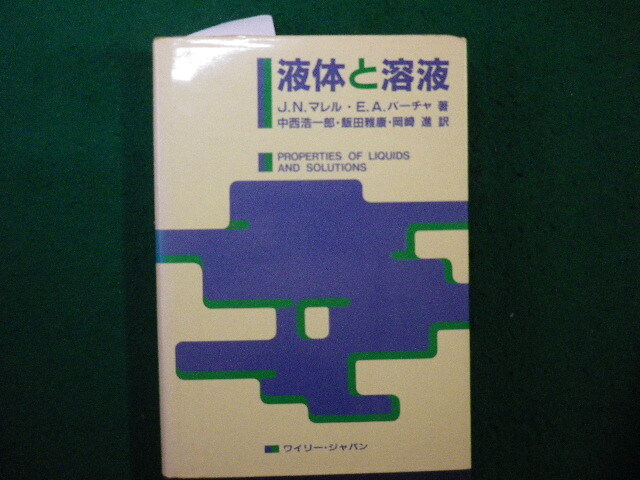 液体と溶液
J.N.マレル・E.A.バーチャ 著
中西浩一郎・飯田雅康・岡崎 進 訳
PROPERTIES OF LIQUIDS
AND SOLUTIONS
ワイリー・ジャパン